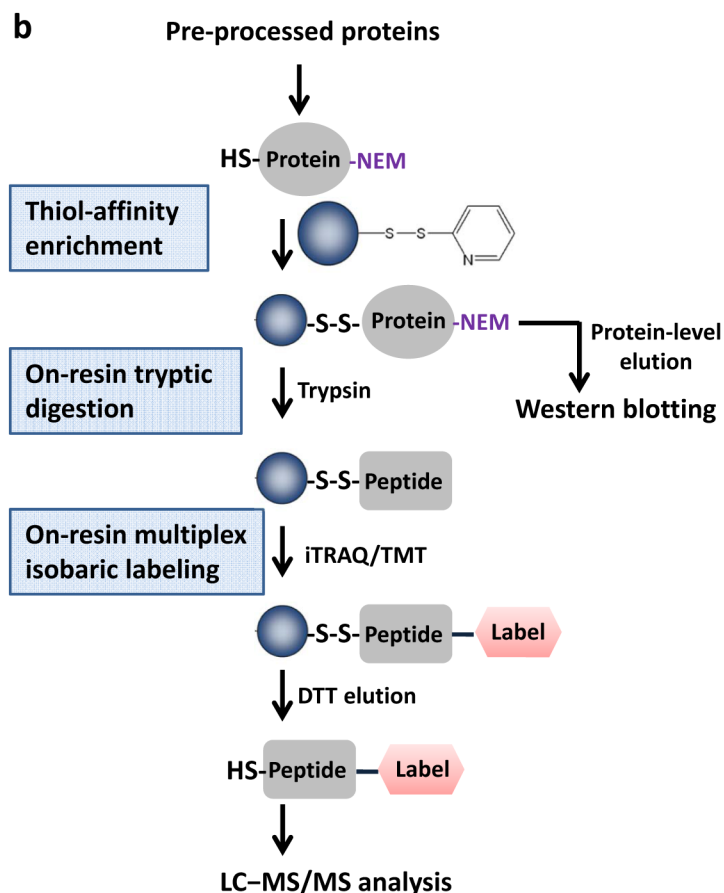 b
Pre-processed proteins
HS-Protein-NEM
Thiol-affinity
enrichment
S-S
N
-S-S-Protein-NEM
Protein-level
elution
Western blotting
On-resin tryptic
digestion
Trypsin
-S-S-Peptide
On-resin multiplex
isobaric labeling
iTRAQ/TMT
-S-S-Peptide
Label
DTT elution
HS-Peptide
Label
LC–MS/MS analysis